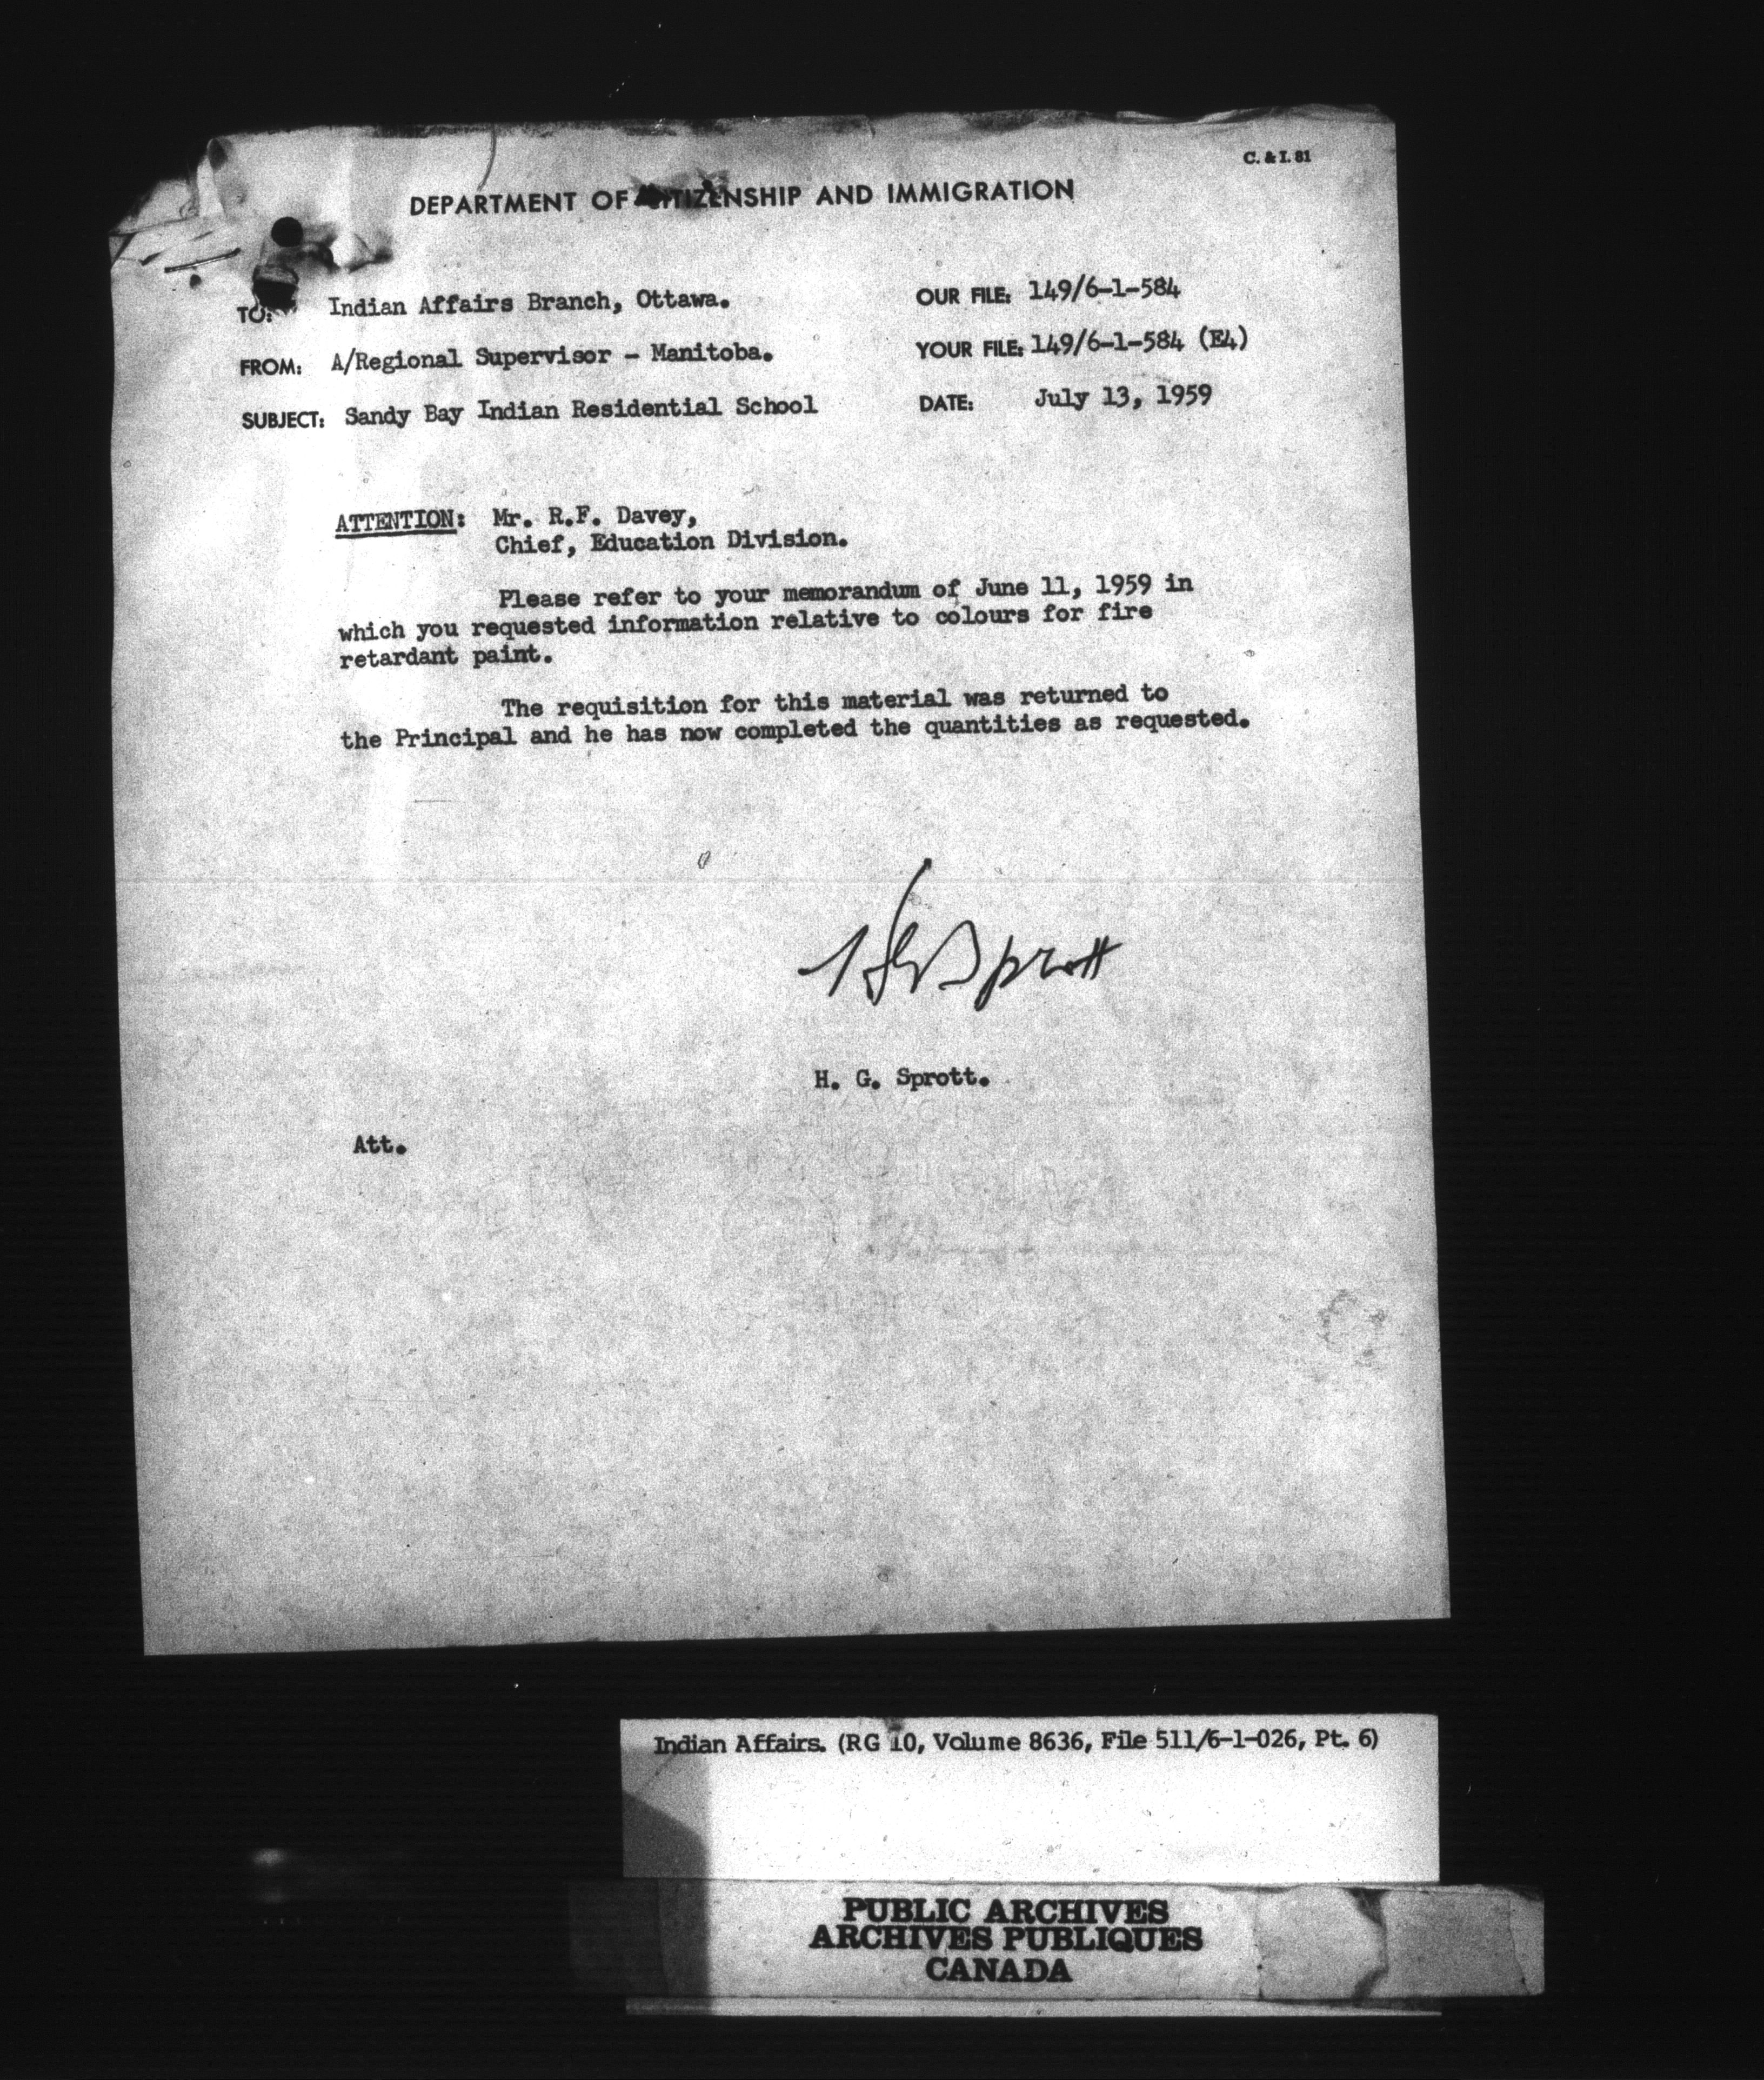 C. & I. 81
DEPARTMENT OF CITIZENSHIP AND IMMIGRATION
TO: Indian Affairs Branch, Ottawa.
OUR FILE: 149/6-1-584
FROM: A/Regional Supervisor - Manitoba.
YOUR FILE: 149/6-1-584 (E4)
SUBJECT: Sandy Bay Indian Residential School
DATE: July 13, 1959
ATTENTION: Mr. R.F. Davey,
Chief, Education Division.
Please refer to your memorandum of June 11, 1959 in
which you requested information relative to colours for fire
retardant paint.
The requisition for this material was returned to
the Principal and he has now completed the quantities as requested.
HGSprott
H. G. Sprott.
Att.
Indian Affairs. (RG 10, Volume 8636, File 511/6-1-026, Pt. 6)
PUBLIC ARCHIVES
ARCHIVES PUBLIQUES
CANADA